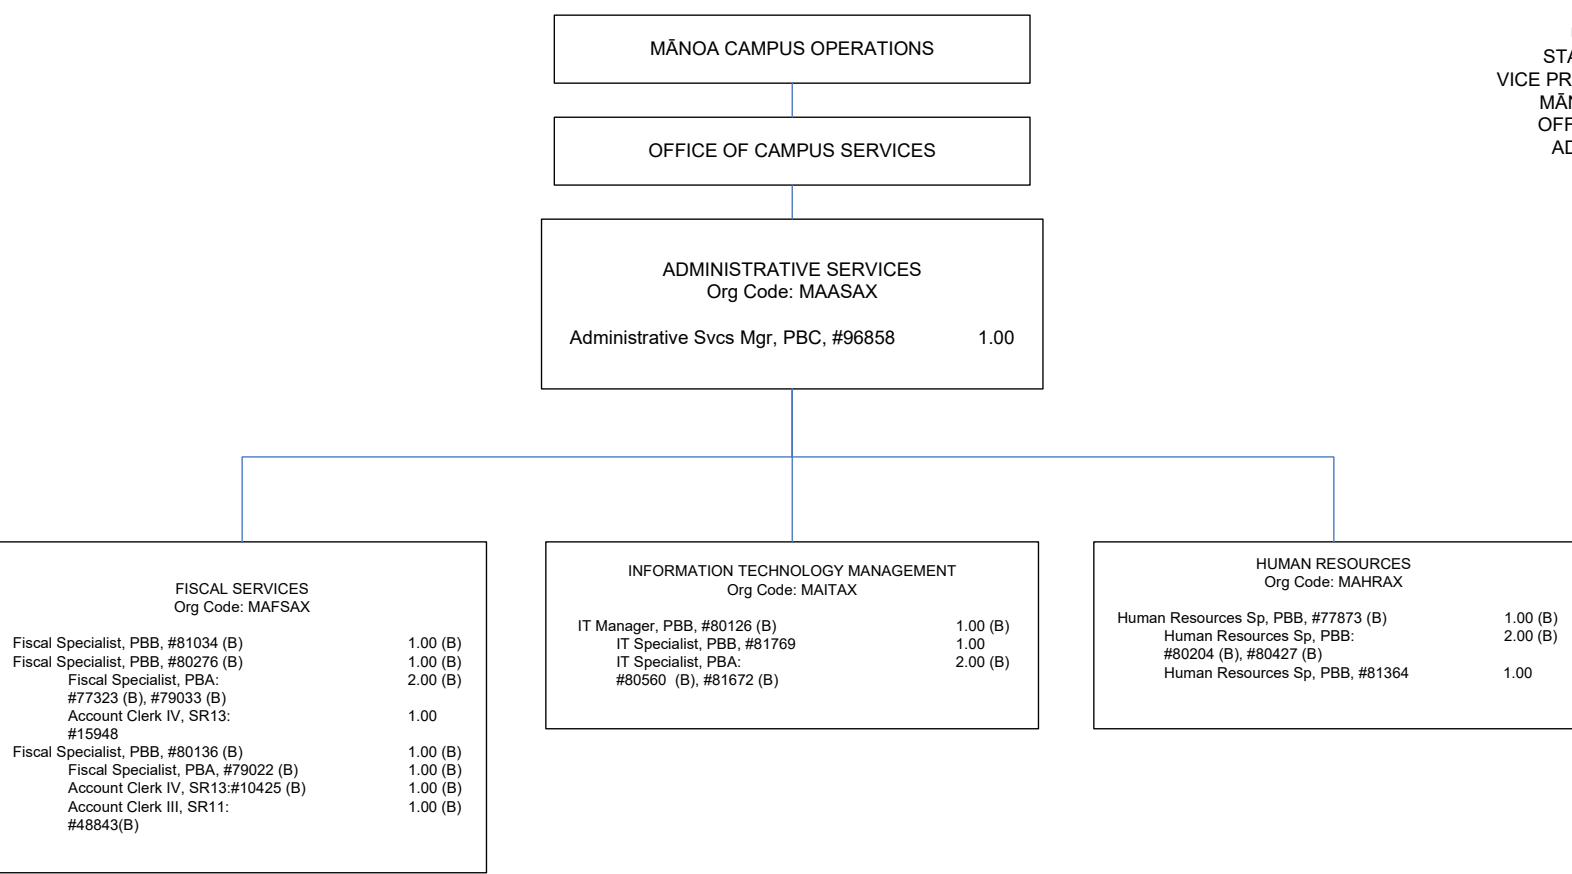 MĀNOA CAMPUS OPERATIONS
OFFICE OF CAMPUS SERVICES
ADMINISTRATIVE SERVICES
Org Code: MAASAX
Administrative Svcs Mgr, PBC, #96858 1.00
FISCAL SERVICES
Org Code: MAFSAX
Fiscal Specialist, PBB, #81034 (B) 1.00 (B)
Fiscal Specialist, PBB, #80276 (B) 1.00 (B)
Fiscal Specialist, PBA: 2.00 (B)
#77323 (B), #79033 (B)
Account Clerk IV, SR13: 1.00
#15948
Fiscal Specialist, PBB, #80136 (B) 1.00 (B)
Fiscal Specialist, PBA, #79022 (B) 1.00 (B)
Account Clerk IV, SR13:#10425 (B) 1.00 (B)
Account Clerk III, SR11: 1.00 (B)
#48843(B)
INFORMATION TECHNOLOGY MANAGEMENT
Org Code: MAITAX
IT Manager, PBB, #80126 (B) 1.00 (B)
IT Specialist, PBB, #81769 1.00
IT Specialist, PBA: 2.00 (B)
#80560 (B), #81672 (B)
HUMAN RESOURCES
Org Code: MAHRAX
Human Resources Sp, PBB, #77873 (B) 1.00 (B)
Human Resources Sp, PBB: 2.00 (B)
#80204 (B), #80427 (B)
Human Resources Sp, PBB, #81364 1.00
VICE